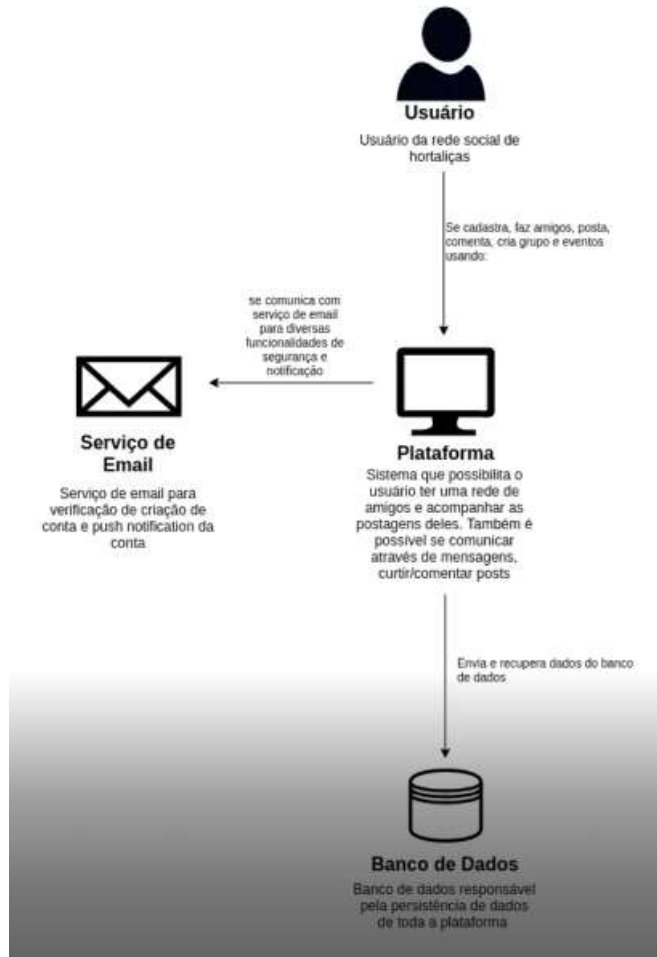 Usuário
Usuário da rede social de
hortaliças
Se cadastra, faz amigos, posta,
comenta, cria grupo e eventos
usando:
se comunica com
serviço de email
para diversas
funcionalidades de
segurança e
notificação
Serviço de
Email
Serviço de email para
verificação de criação de
conta e push notification da
conta
Plataforma
Sistema que possibilita o
usuário ter uma rede de
amigos e acompanhar as
postagens deles. Também é
possível se comunicar
através de mensagens,
curtir/comentar posts
Envia e recupera dados do banco
de dados
Banco de Dados
Banco de dados responsável
pela persistência de dados
de toda a plataforma